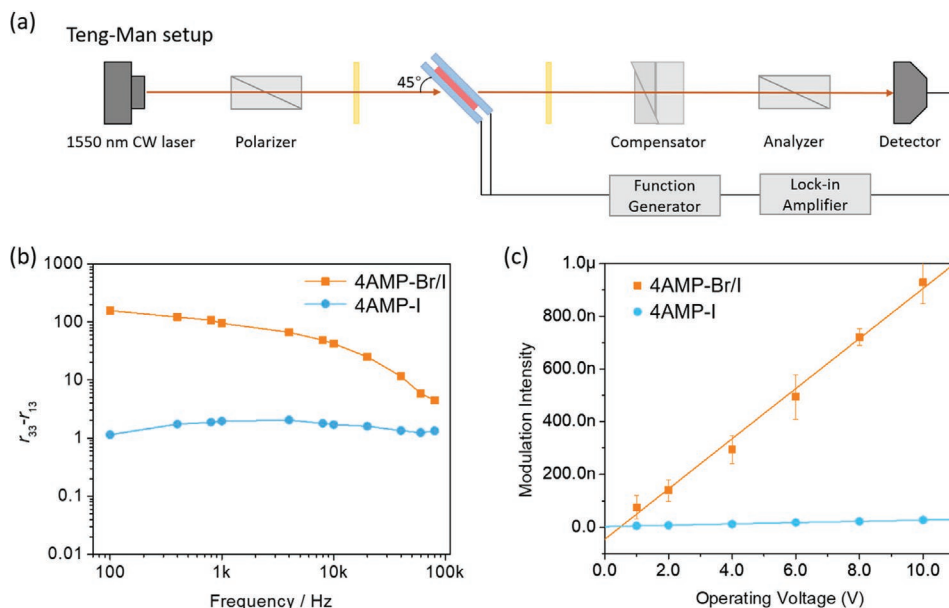 (a)
Teng-Man setup
45°
1550 nm CW laser
Polarizer
Compensator
Analyzer
Detector
Function
Generator
Lock-in
Amplifier
(b)
1000
100
10
1
0.1
0.01
r33-r13
4AMP-Br/I
4AMP-I
100
1k
10k
100k
Frequency / Hz
(c)
1.0μ
800.0n
600.0n
400.0n
200.0n
0.0
Modulation Intensity
4AMP-Br/I
4AMP-I
0.0
2.0
4.0
6.0
8.0
10.0
Operating Voltage (V)